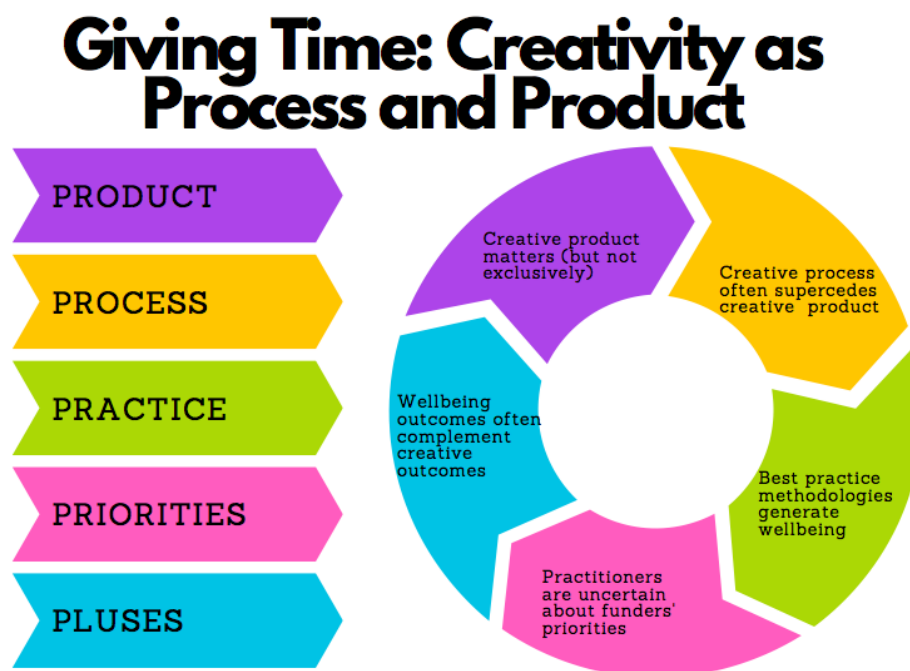 Giving Time: Creativity as
Process and Product
PRODUCT
PROCESS
PRACTICE
PRIORITIES
PLUSES
Creative product
matters (but not
exclusively)
Creative process
often supercedes
creative product
Best practice
methodologies
generate
wellbeing
Practitioners
are uncertain
about funders'
priorities
Wellbeing
outcomes often
complement
creative
outcomes